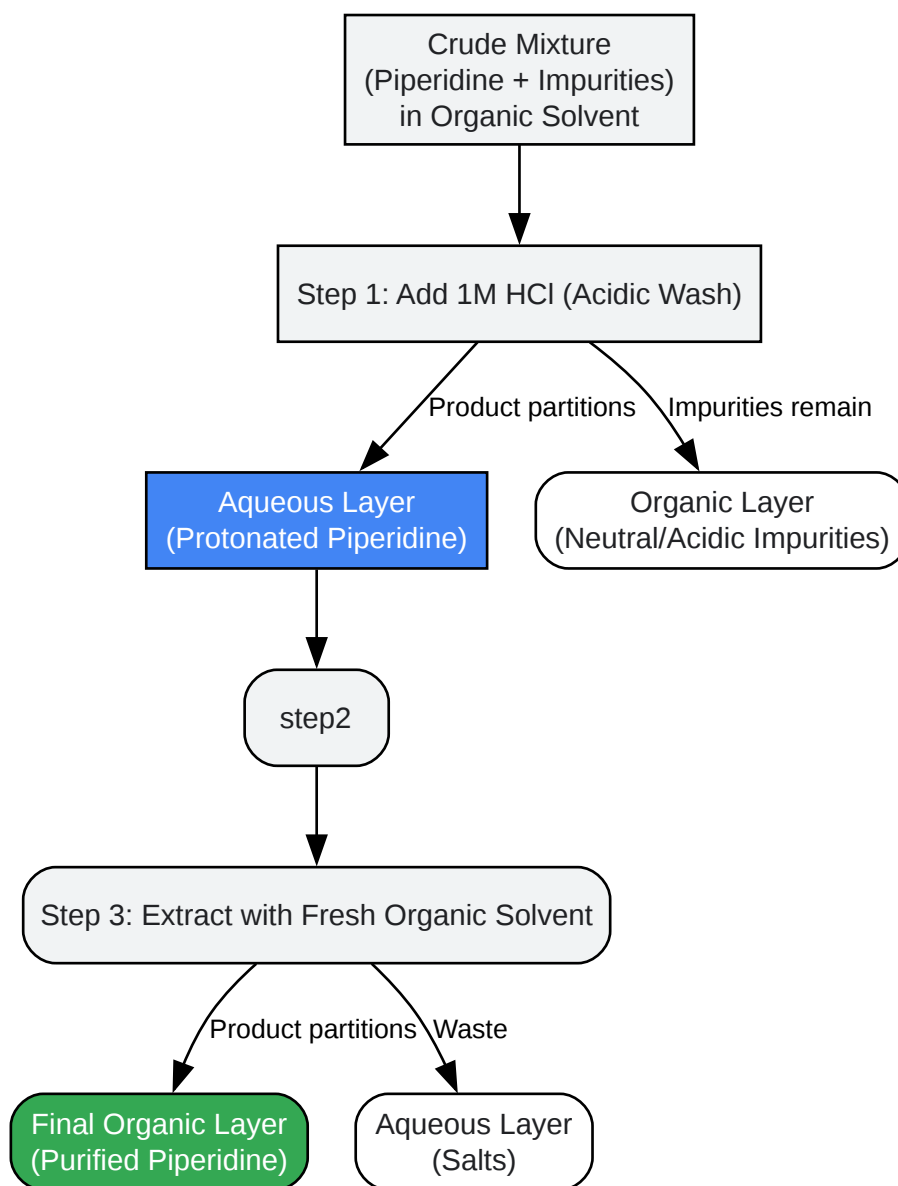 Crude Mixture
(Piperidine + Impurities)
in Organic Solvent
Step 1: Add 1M HCl (Acidic Wash)
Product partitions
Impurities remain
Aqueous Layer
(Protonated Piperidine)
Organic Layer
(Neutral/Acidic Impurities)
step2
Step 3: Extract with Fresh Organic Solvent
Product partitions
Waste
Final Organic Layer
(Purified Piperidine)
Aqueous Layer
(Salts)